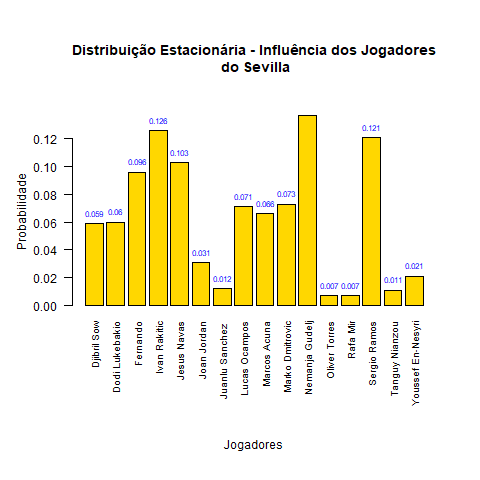 Distribuição Estacionária - Influência dos Jogadores
do Sevilla
Probabilidade
0.12
0.10
0.08
0.06
0.04
0.02
0.00
0.059
0.06
0.096
0.126
0.103
0.031
0.012
0.071
0.066
0.073
0.007
0.007
0.121
0.011
0.021
Djibril Sow
Dodi Lukebakio
Fernando
Ivan Rakitic
Jesus Navas
Joan Jordan
Juanlu Sanchez
Lucas Ocampos
Marcos Acuna
Marko Dmitrovic
Nemanja Gudelj
Oliver Torres
Rafa Mir
Sergio Ramos
Tanguy Nianzou
Youssef En-Nesyri
Jogadores